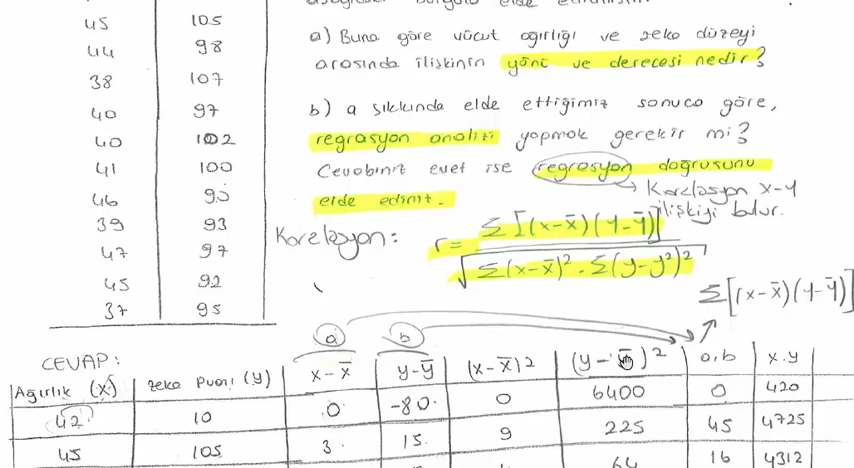 45 105
44 98
38 107
40 97
40 102
41 100
46 90
39 93
47 97
45 92
37 95
a) Buna göre vücut ağırlığı ve zeka düzeyi
arasında ilişkinin yönü ve derecesi nedir?
b) a şıkkında elde ettiğimiz sonuca göre,
regrasyon analizi yapmak gerekir mi?
Cevabınız evet ise regrasyon doğrusunu
elde ediniz.
→ Korelasyon x-y
ilişkiyi bulur.
Korelasyon: r = Σ[(x-x̄)(y-ȳ)] / √Σ(x-x̄)². Σ(y-y²)²
Σ[(x-x̄)(y-ȳ)]
a b
CEVAP:
Ağırlık (x) zeka Puanı (y) x-x̄ y-ȳ (x-x̄)2 (y-ȳ)2 a.b x.y
42 10 0 -80 0 6400 0 420
45 105 3 15 9 225 45 4725
64 16 4312